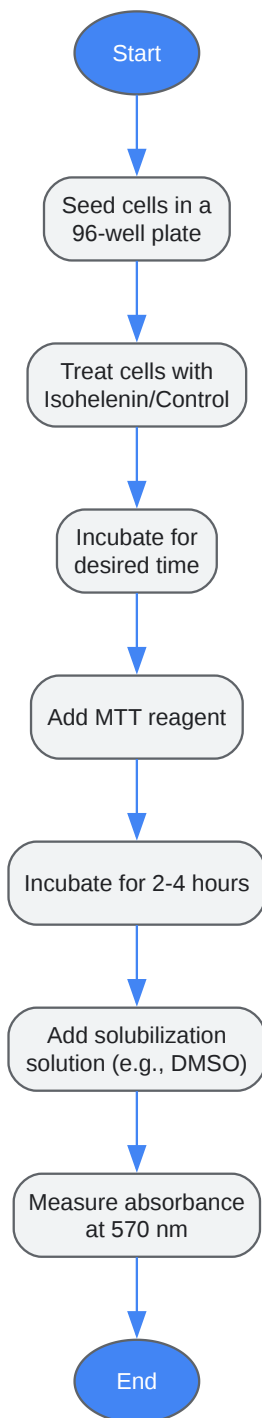 Start
Seed cells in a
96-well plate
Treat cells with
Isohelenin/Control
Incubate for
desired time
Add MTT reagent
Incubate for 2-4 hours
Add solubilization
solution (e.g., DMSO)
Measure absorbance
at 570 nm
End